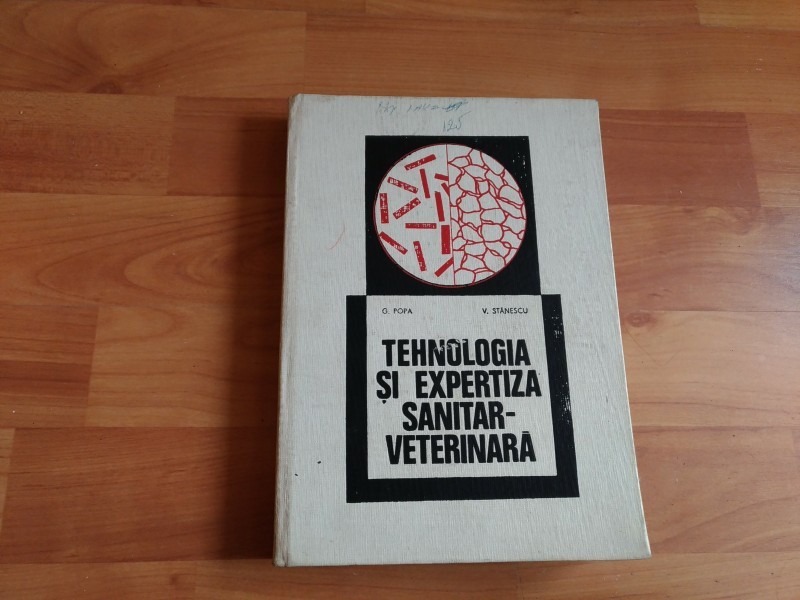 125
G. POPA V. STĂNESCU
TEHNOLOGIA
ȘI EXPERTIZA
SANITAR-
VETERINARĂ